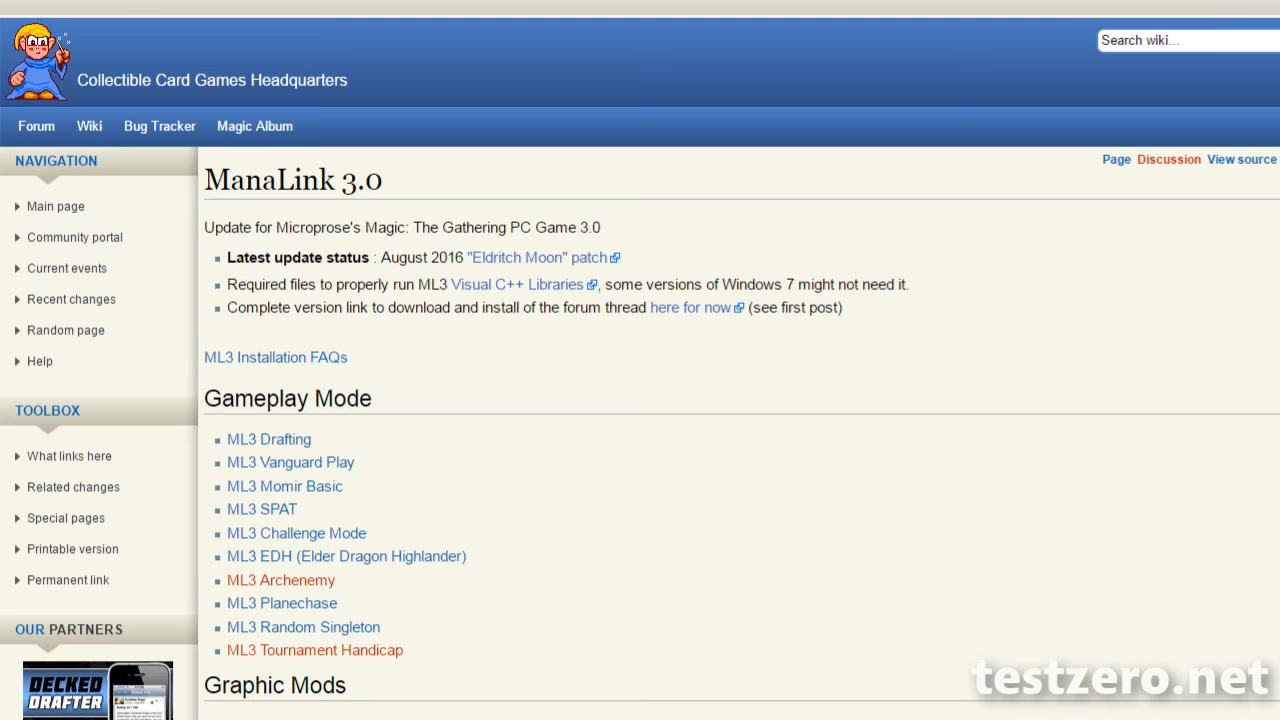 Search wiki...
Collectible Card Games Headquarters
Forum Wiki Bug Tracker Magic Album
NAVIGATION
Main page
Community portal
Current events
Recent changes
Random page
Help
TOOLBOX
What links here
Related changes
Special pages
Printable version
Permanent link
OUR PARTNERS
DECKED
DRAFTER
Page Discussion View source
ManaLink 3.0
Update for Microprose's Magic: The Gathering PC Game 3.0
Latest update status : August 2016 "Eldritch Moon" patch
Required files to properly run ML3 Visual C++ Libraries, some versions of Windows 7 might not need it.
Complete version link to download and install of the forum thread here for now (see first post)
ML3 Installation FAQs
Gameplay Mode
ML3 Drafting
ML3 Vanguard Play
ML3 Momir Basic
ML3 SPAT
ML3 Challenge Mode
ML3 EDH (Elder Dragon Highlander)
ML3 Archenemy
ML3 Planechase
ML3 Random Singleton
ML3 Tournament Handicap
Graphic Mods
testzero.net